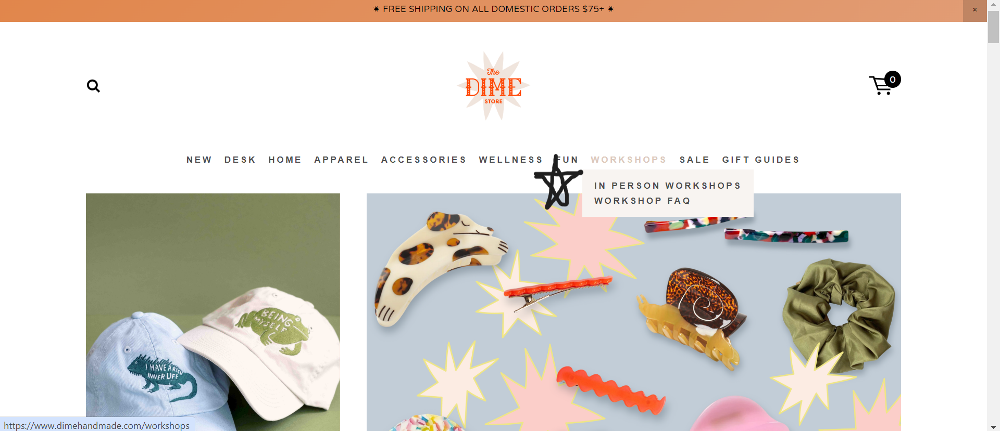 ✷ FREE SHIPPING ON ALL DOMESTIC ORDERS $75+ ✷
×
The
DIME
STORE
0
NEW DESK HOME APPAREL ACCESSORIES WELLNESS FUN WORKSHOPS SALE GIFT GUIDES
IN PERSON WORKSHOPS
WORKSHOP FAQ
BEING
MYSELF
I HAVE A RICH
INNER LIFE
https://www.dimehandmade.com/workshops